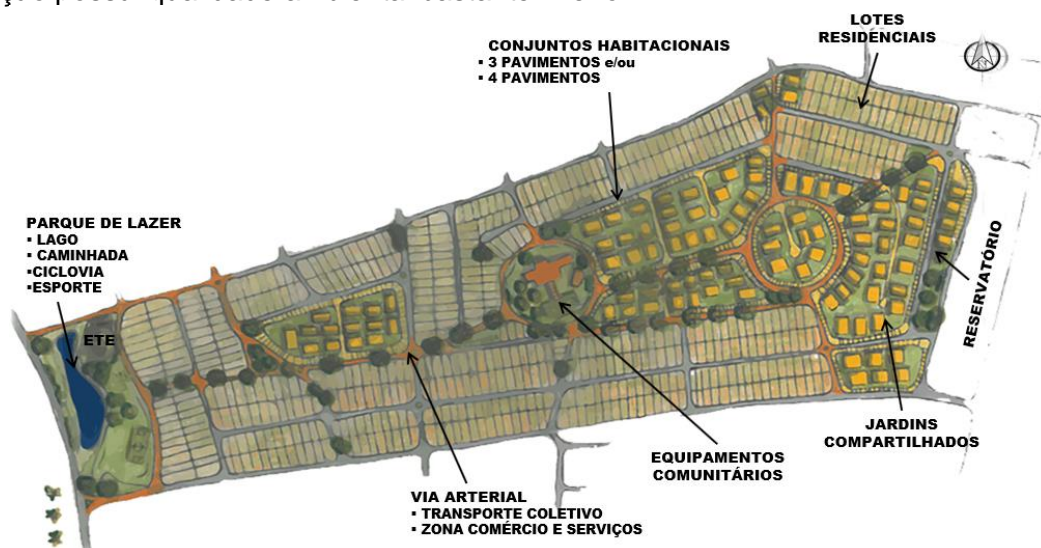 LOTES
RESIDENCIAIS
CONJUNTOS HABITACIONAIS
▪ 3 PAVIMENTOS e/ou
▪ 4 PAVIMENTOS
PARQUE DE LAZER
▪ LAGO
▪ CAMINHADA
▪CICLOVIA
▪ESPORTE
ETE
RESERVATÓRIO
JARDINS
COMPARTILHADOS
EQUIPAMENTOS
COMUNITÁRIOS
VIA ARTERIAL
▪ TRANSPORTE COLETIVO
▪ ZONA COMÉRCIO E SERVIÇOS